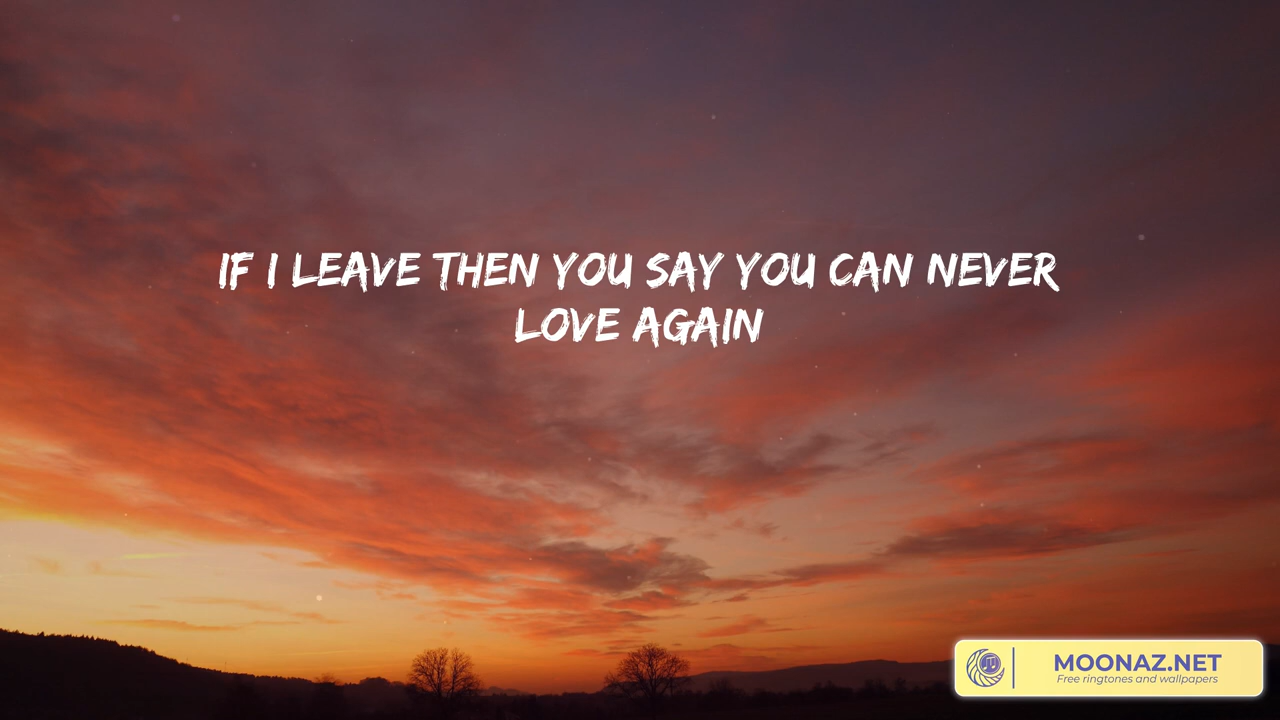 IF I LEAVE THEN YOU SAY YOU CAN NEVER
LOVE AGAIN
MOONAZ.NET
Free ringtones and wallpapers